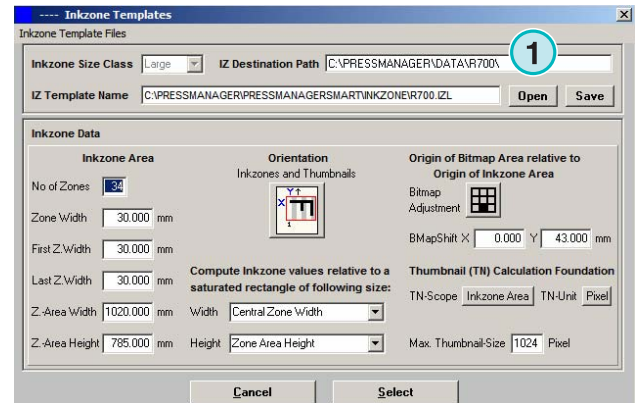 ---- Inkzone Templates
Inkzone Template Files
Inkzone Size Class Large IZ Destination Path C:\PRESSMANAGER\DATA\R700\
1
IZ Template Name C:\PRESSMANAGER\PRESSMANAGERSMART\INKZONE\R700.IZL Open Save
Inkzone Data
Inkzone Area
No of Zones 34
Zone Width 30.000 mm
First Z.Width 30.000 mm
Last Z.Width 30.000 mm
Z.-Area Width 1020.000 mm
Z.-Area Height 785.000 mm
Orientation
Inkzones and Thumbnails
Y
X
1
Compute Inkzone values relative to a
saturated rectangle of following size:
Width Central Zone Width
Height Zone Area Height
Origin of Bitmap Area relative to
Origin of Inkzone Area
Bitmap
Adjustment
BMapShift X 0.000 Y 43.000 mm
Thumbnail (TN) Calculation Foundation
TN-Scope Inkzone Area TN-Unit Pixel
Max. Thumbnail-Size 1024 Pixel
Cancel Select